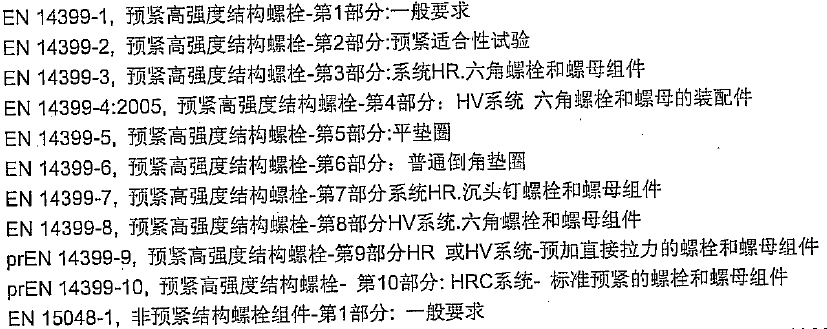 EN 14399-1, 预紧高强度结构螺栓-第1部分:一般要求
EN 14399-2, 预紧高强度结构螺栓-第2部分:预紧适合性试验
EN 14399-3, 预紧高强度结构螺栓-第3部分:系统HR.六角螺栓和螺母组件
EN 14399-4:2005, 预紧高强度结构螺栓-第4部分: HV系统 六角螺栓和螺母的装配件
EN 14399-5, 预紧高强度结构螺栓-第5部分:平垫圈
EN 14399-6, 预紧高强度结构螺栓-第6部分: 普通倒角垫圈
EN 14399-7, 预紧高强度结构螺栓-第7部分系统HR.沉头钉螺栓和螺母组件
EN 14399-8, 预紧高强度结构螺栓-第8部分HV系统.六角螺栓和螺母组件
prEN 14399-9, 预紧高强度结构螺栓-第9部分HR 或HV系统-预加直接拉力的螺栓和螺母组件
prEN 14399-10, 预紧高强度结构螺栓- 第10部分: HRC系统- 标准预紧的螺栓和螺母组件
EN 15048-1, 非预紧结构螺栓组件-第1部分: 一般要求